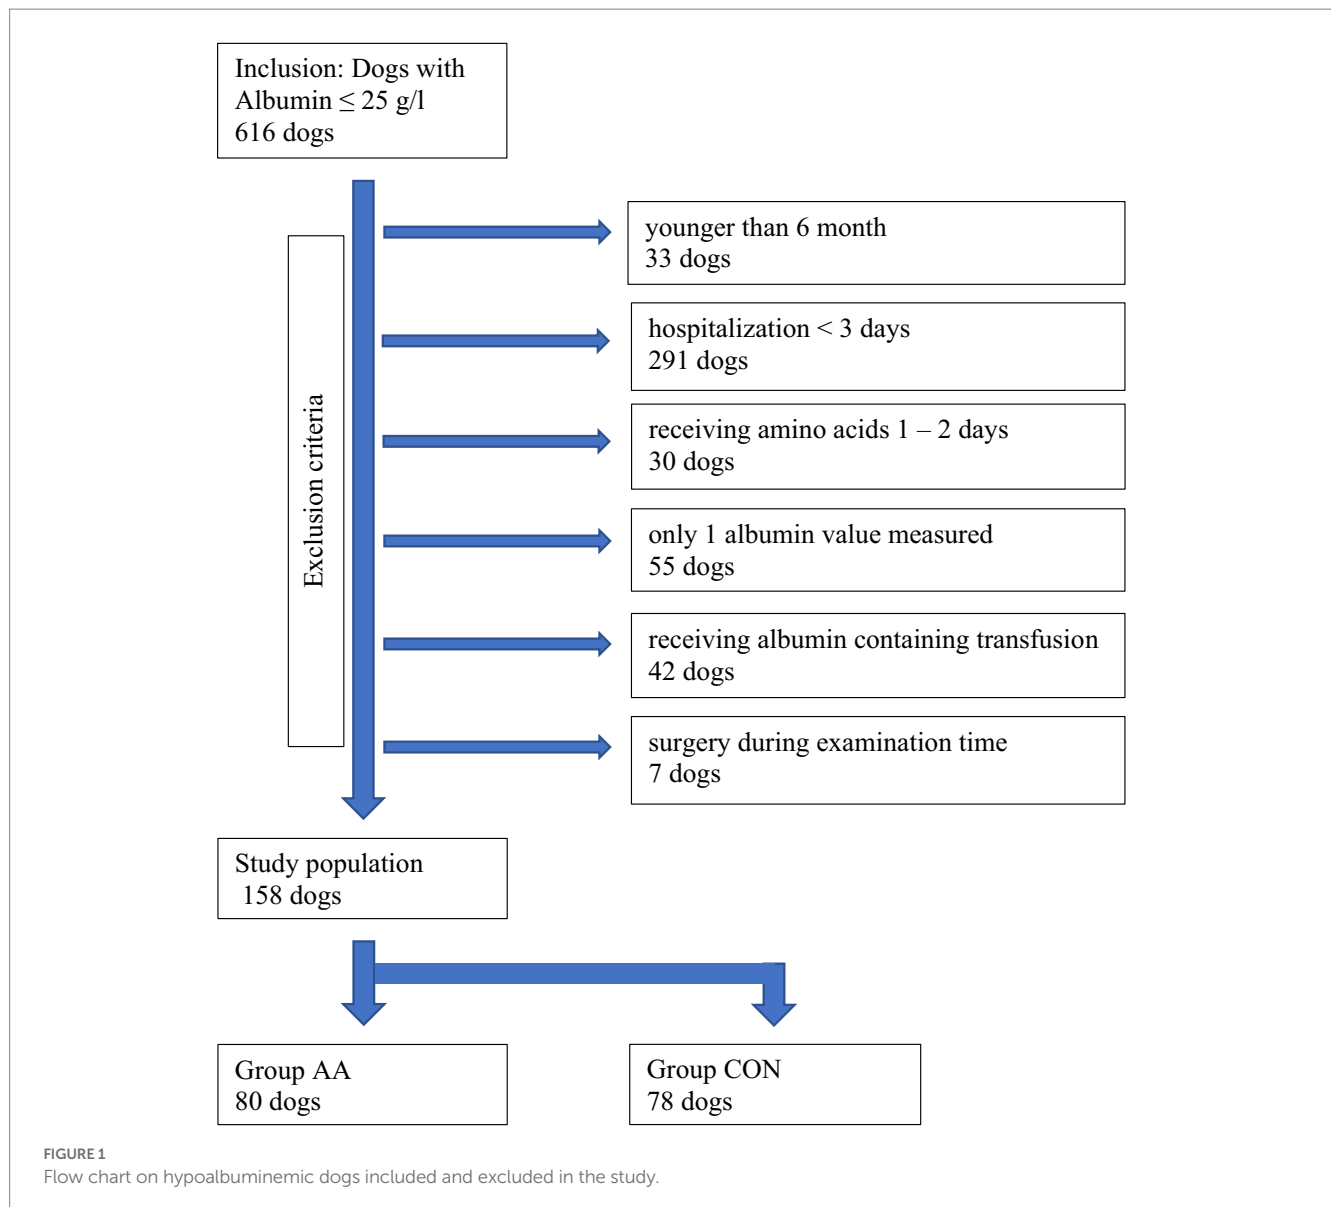 Inclusion: Dogs with
Albumin ≤ 25 g/l
616 dogs
Exclusion criteria
younger than 6 month
33 dogs
hospitalization < 3 days
291 dogs
receiving amino acids 1 – 2 days
30 dogs
only 1 albumin value measured
55 dogs
receiving albumin containing transfusion
42 dogs
surgery during examination time
7 dogs
Study population
158 dogs
Group AA
80 dogs
Group CON
78 dogs
FIGURE 1
Flow chart on hypoalbuminemic dogs included and excluded in the study.